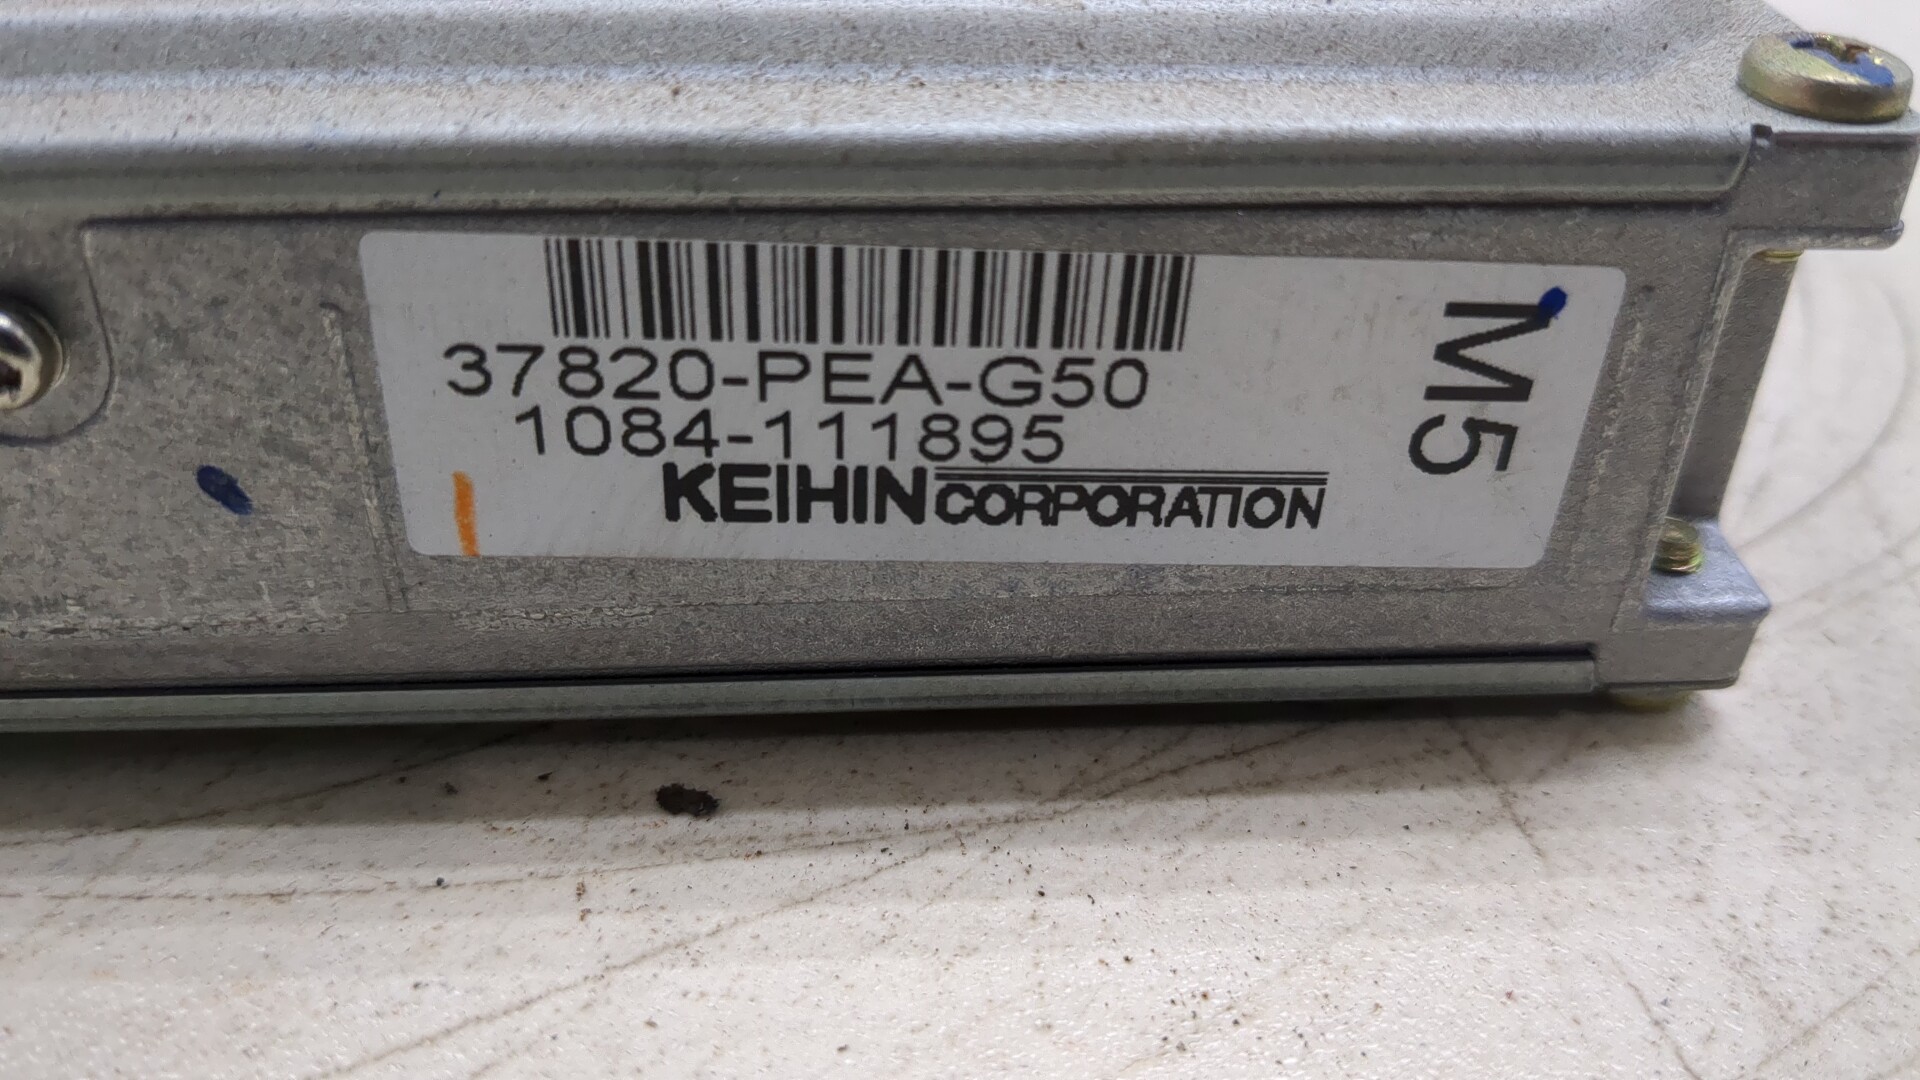 37820-PEA-G50
1084-111895
KEIHIN CORPORATION
M5